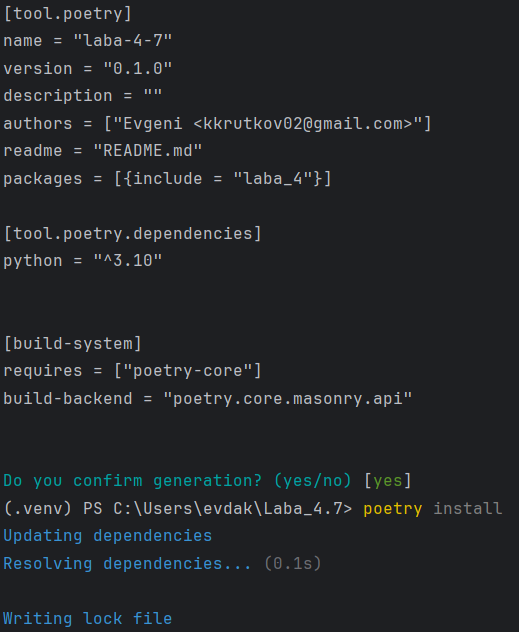 [tool.poetry]
name = "laba-4-7"
version = "0.1.0"
description = ""
authors = ["Evgeni <kkrutkov02@gmail.com>"]
readme = "README.md"
packages = [{include = "laba_4"}]
[tool.poetry.dependencies]
python = "^3.10"
[build-system]
requires = ["poetry-core"]
build-backend = "poetry.core.masonry.api"
Do you confirm generation? (yes/no) [yes]
(.venv) PS C:\Users\evdak\Laba_4.7> poetry install
Updating dependencies
Resolving dependencies... (0.1s)
Writing lock file